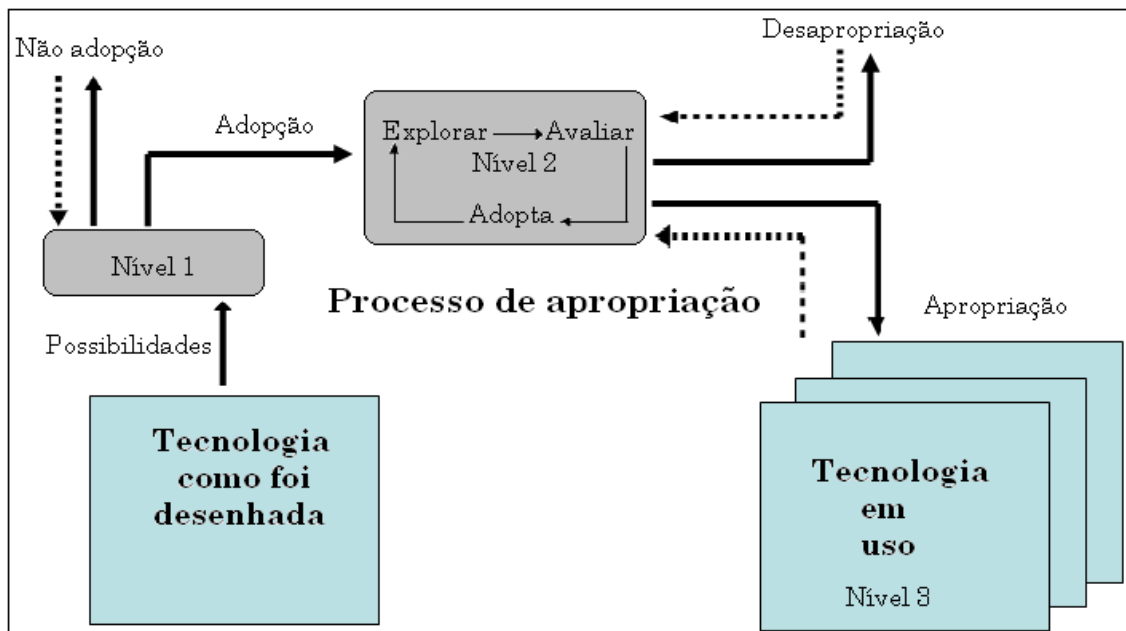 Não adopção
Desapropriação
Adopção
Explorar
Avaliar
Nível 2
Adopta
Nível 1
Processo de apropriação
Possibilidades
Apropriação
Tecnologia
como foi
desenhada
Tecnologia
em
uso
Nível 3